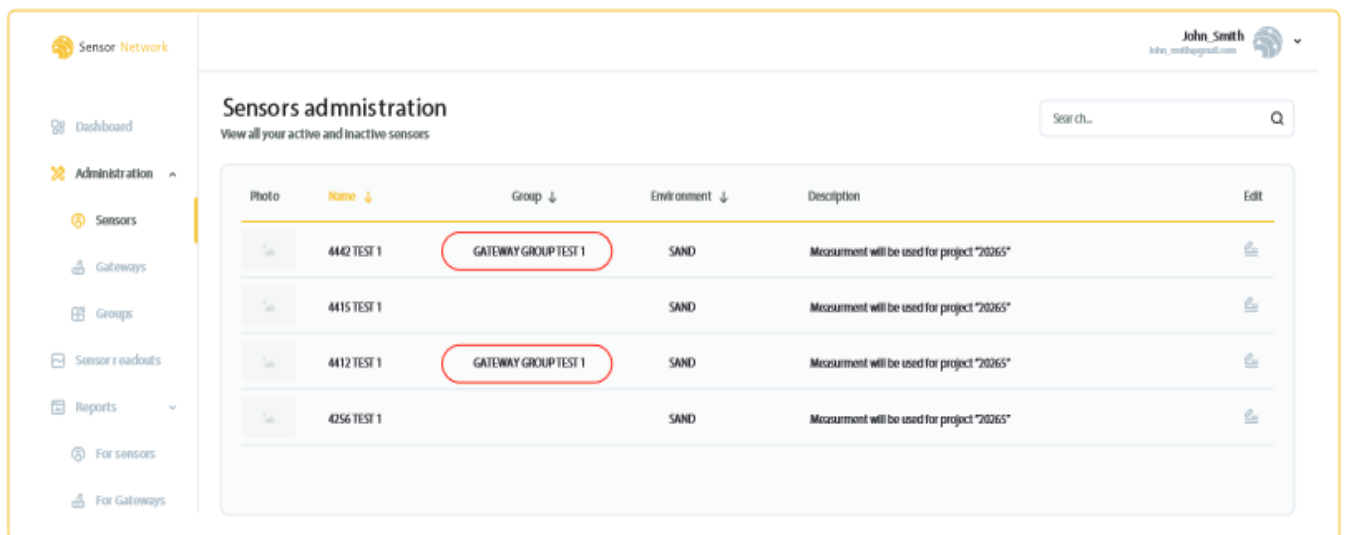 Sensor Network
John_Smith
John_smith@gmail.com
Dashboard
Administration
Sensors
Gateways
Groups
Sensor readouts
Reports
For sensors
For Gateways
Sensors admnistration
View all your active and inactive sensors
Search...
Photo Name Group Environment Description Edit
4442 TEST 1 GATEWAY GROUP TEST 1 SAND Measurment will be used for project "20265"
4415 TEST 1 SAND Measurment will be used for project "20265"
4412 TEST 1 GATEWAY GROUP TEST 1 SAND Measurment will be used for project "20265"
4256 TEST 1 SAND Measurment will be used for project "20265"